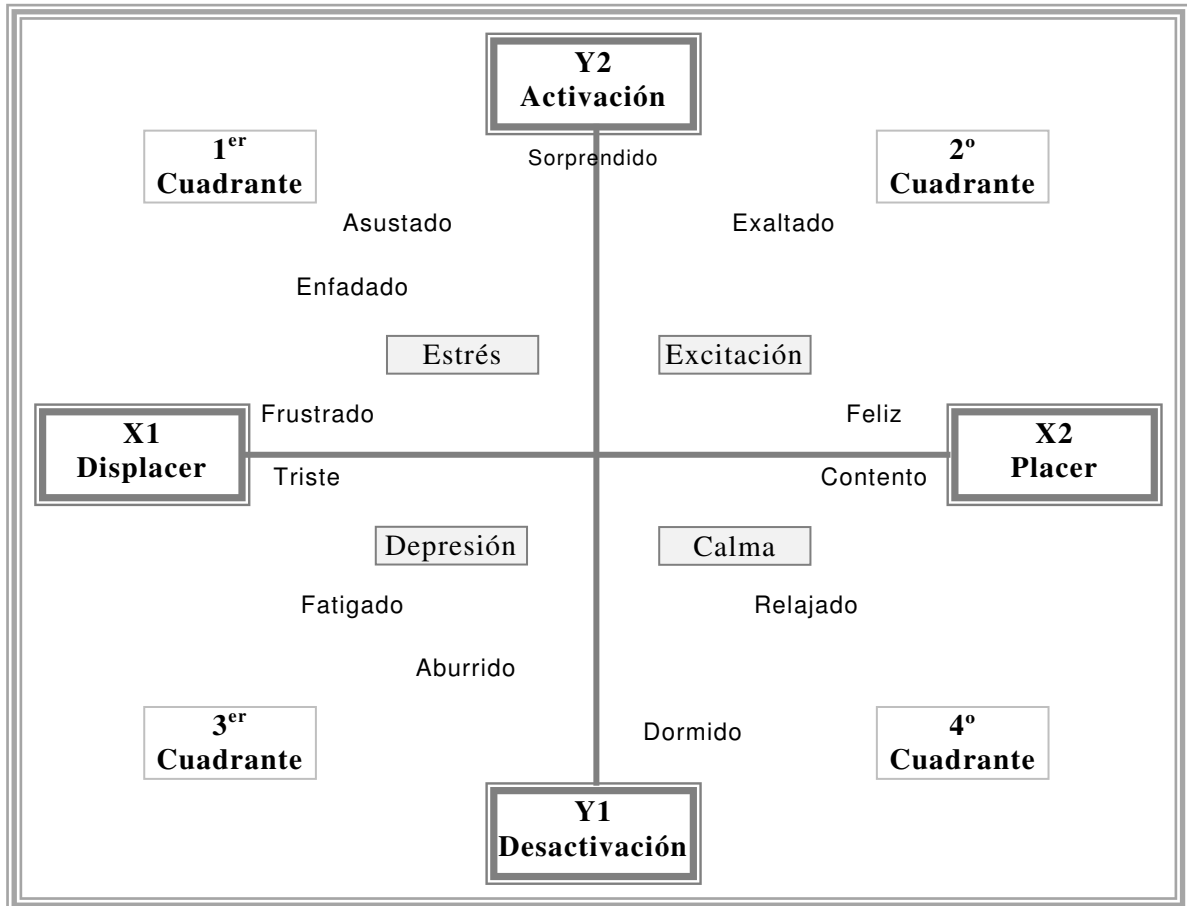 Y2
Activación
1er
Cuadrante
Sorprendido
2º
Cuadrante
Asustado
Exaltado
Enfadado
Estrés
Excitación
Frustrado
Feliz
X1
Displacer
X2
Placer
Triste
Contento
Depresión
Calma
Fatigado
Relajado
Aburrido
3er
Cuadrante
Dormido
4º
Cuadrante
Y1
Desactivación